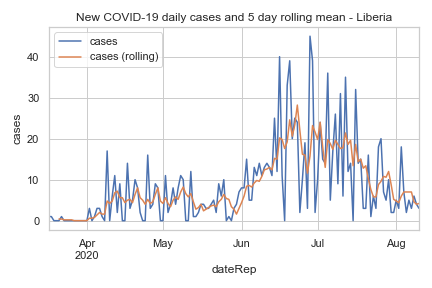 New COVID-19 daily cases and 5 day rolling mean - Liberia
cases
cases (rolling)
40
30
20
10
0
cases
Apr
2020
May
Jun
Jul
Aug
dateRep